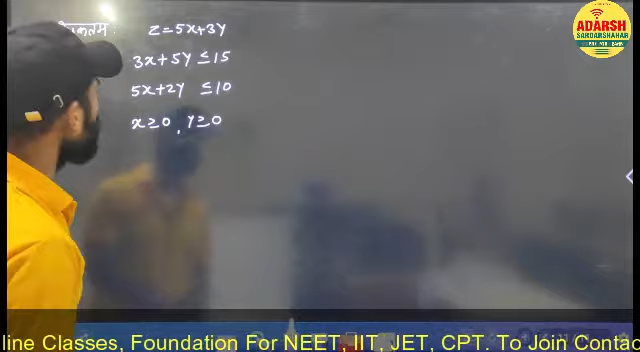 Z=5x+3y
3x+5y ≤15
5x+2y ≤10
x≥0, y≥0
ADARSH
SARDARSHAHAR
line Classes, Foundation For NEET, IIT, JET, CPT. To Join Contac